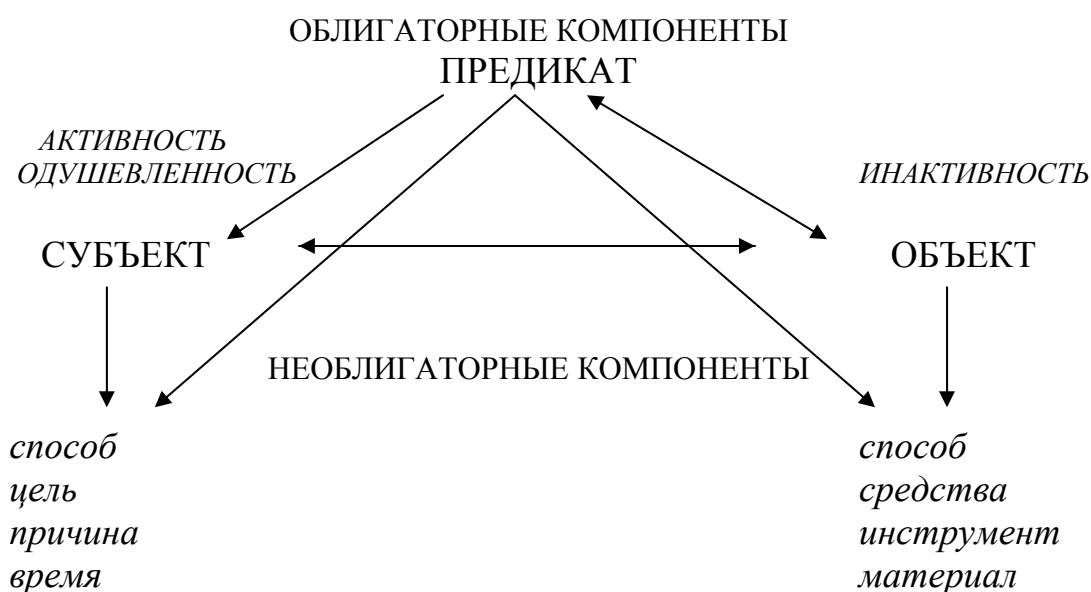 ОБЛИГАТОРНЫЕ КОМПОНЕНТЫ
ПРЕДИКАТ
АКТИВНОСТЬ
ОДУШЕВЛЕННОСТЬ
ИНАКТИВНОСТЬ
СУБЪЕКТ
ОБЪЕКТ
НЕОБЛИГАТОРНЫЕ КОМПОНЕНТЫ
способ
цель
причина
время
способ
средства
инструмент
материал